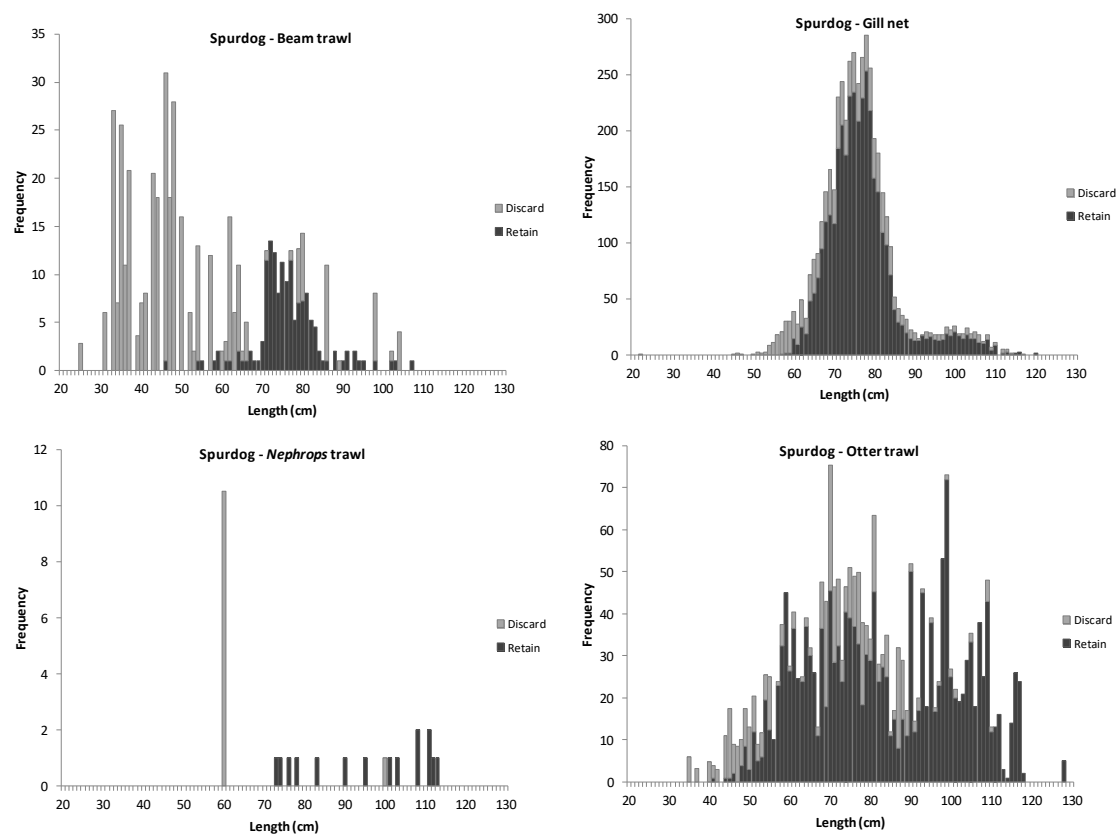 Spurdog - Beam trawl
35
30
25
20
15
10
5
0
Frequency
20 30 40 50 60 70 80 90 100 110 120 130
Length (cm)
Discard
Retain
Spurdog - Gill net
300
250
200
150
100
50
0
Frequency
20 30 40 50 60 70 80 90 100 110 120 130
Length (cm)
Discard
Retain
Spurdog - Nephrops trawl
12
10
8
6
4
2
0
Frequency
20 30 40 50 60 70 80 90 100 110 120 130
Length (cm)
Discard
Retain
Spurdog - Otter trawl
80
70
60
50
40
30
20
10
0
Frequency
20 30 40 50 60 70 80 90 100 110 120 130
Length (cm)
Discard
Retain